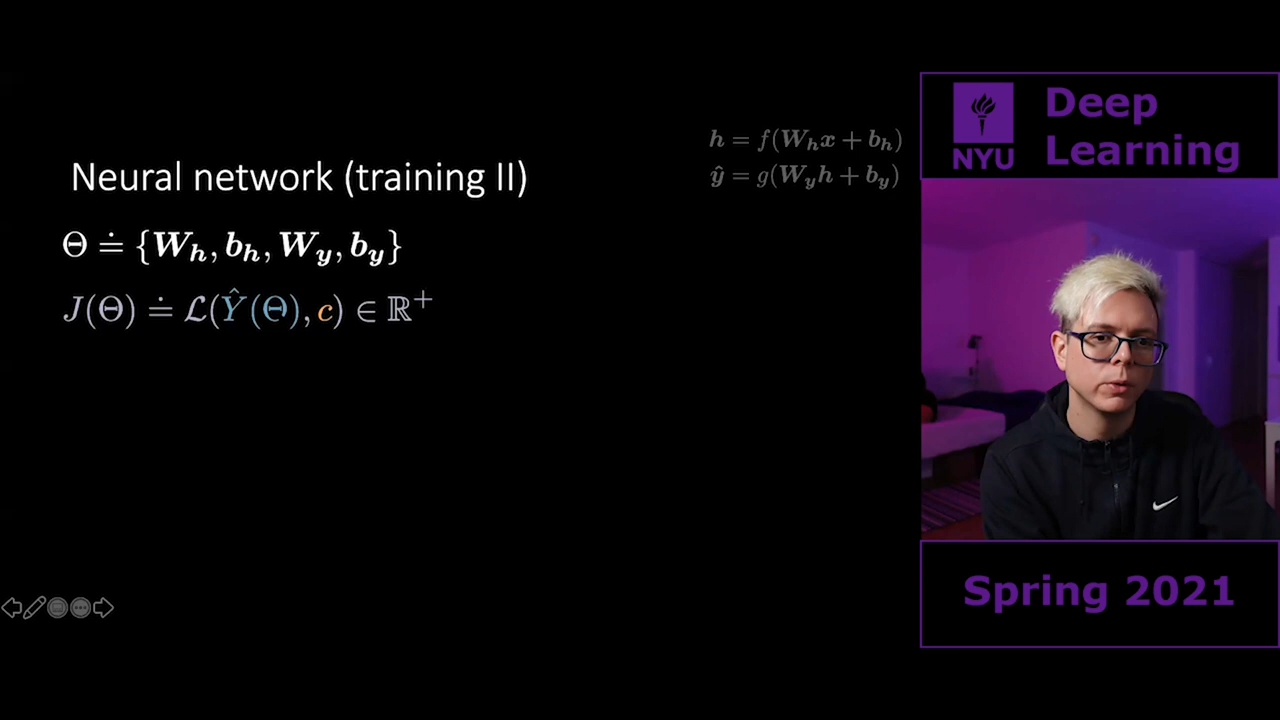 Neural network (training II)
Θ ≐ {W_h, b_h, W_y, b_y}
J(Θ) ≐ ℒ(Ŷ(Θ), c) ∈ ℝ⁺
h = f(W_h x + b_h)
ŷ = g(W_y h + b_y)
NYU
Deep
Learning
Spring 2021